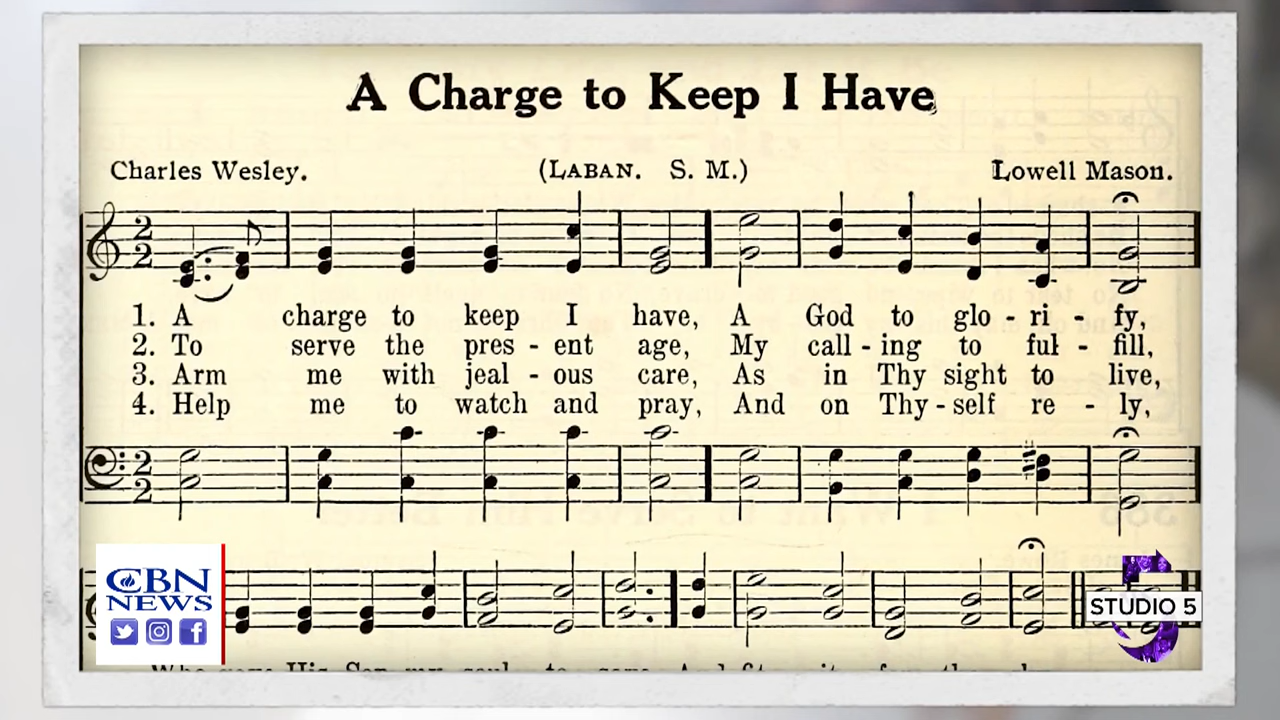 A Charge to Keep I Have
Charles Wesley. (LABAN. S. M.) Lowell Mason.
1. A charge to keep I have, A God to glo - ri - fy,
2. To serve the pres - ent age, My call - ing to ful - fill,
3. Arm me with jeal - ous care, As in Thy sight to live,
4. Help me to watch and pray, And on Thy - self re - ly,
CBN
NEWS
STUDIO 5